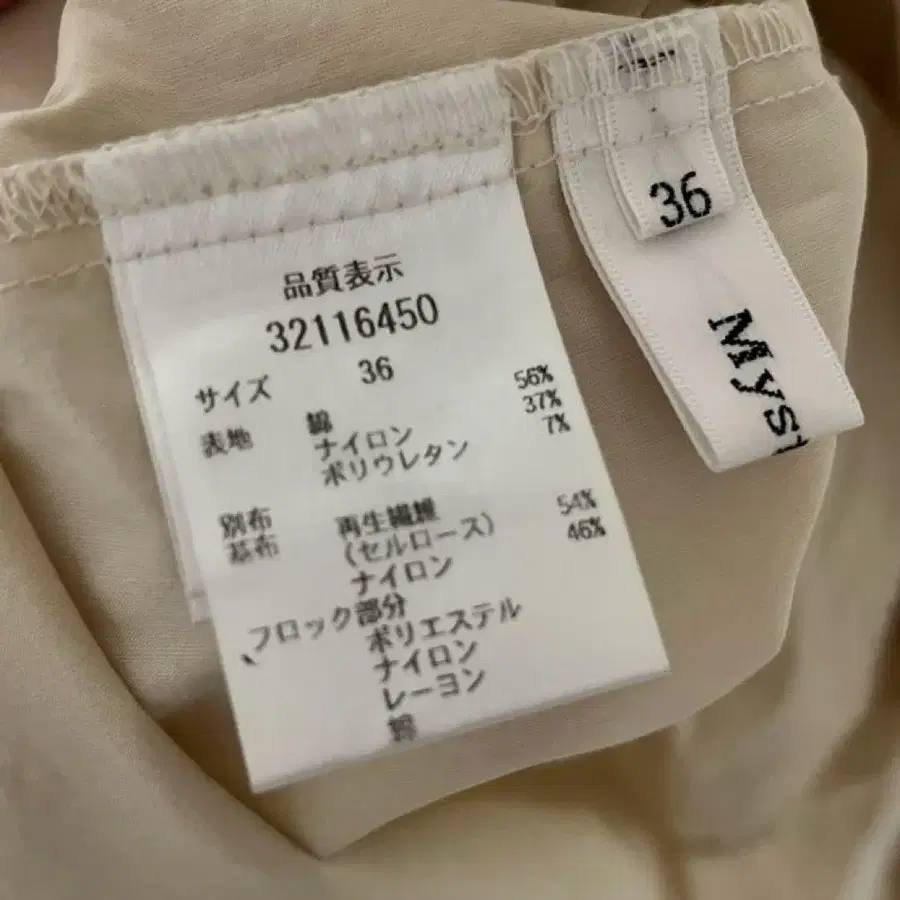 品質表示
32116450
サイズ 36
表地 綿 56%
ナイロン 37%
ポリウレタン 7%
別布 再生繊維 54%
基布 (セルロース) 46%
ナイロン
フロック部分
ポリエステル
ナイロン
レーヨン
綿
36
Myst